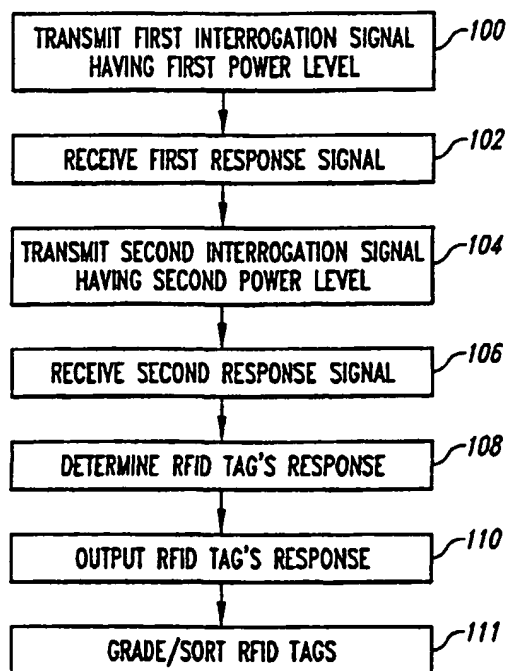 TRANSMIT FIRST INTERROGATION SIGNAL
HAVING FIRST POWER LEVEL
100
RECEIVE FIRST RESPONSE SIGNAL
102
TRANSMIT SECOND INTERROGATION SIGNAL
HAVING SECOND POWER LEVEL
104
RECEIVE SECOND RESPONSE SIGNAL
106
DETERMINE RFID TAG'S RESPONSE
108
OUTPUT RFID TAG'S RESPONSE
110
GRADE/SORT RFID TAGS
111